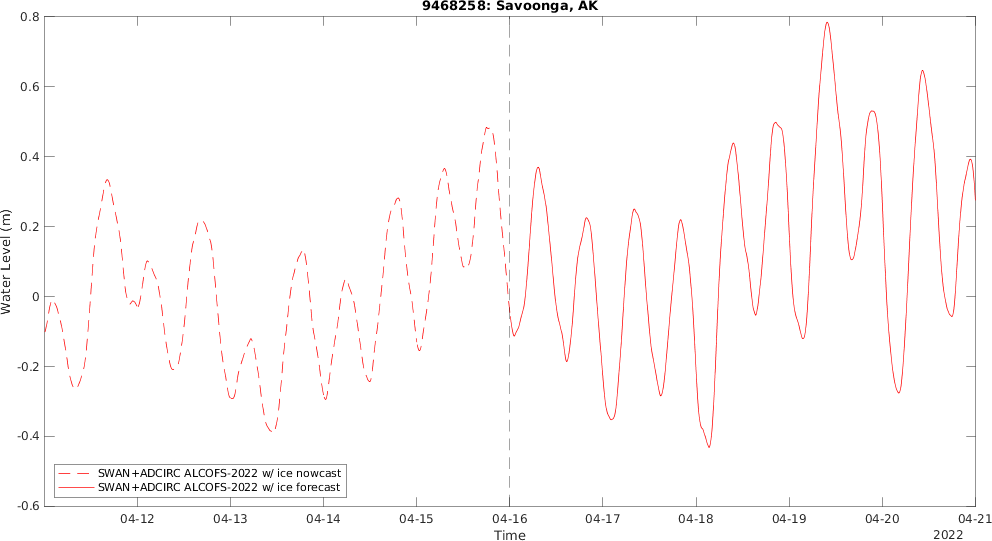 9468258: Savoonga, AK
Water Level (m)
0.8
0.6
0.4
0.2
0
-0.2
-0.4
-0.6
SWAN+ADCIRC ALCOFS-2022 w/ ice nowcast
SWAN+ADCIRC ALCOFS-2022 w/ ice forecast
04-12 04-13 04-14 04-15 04-16 04-17 04-18 04-19 04-20 04-21
Time
2022